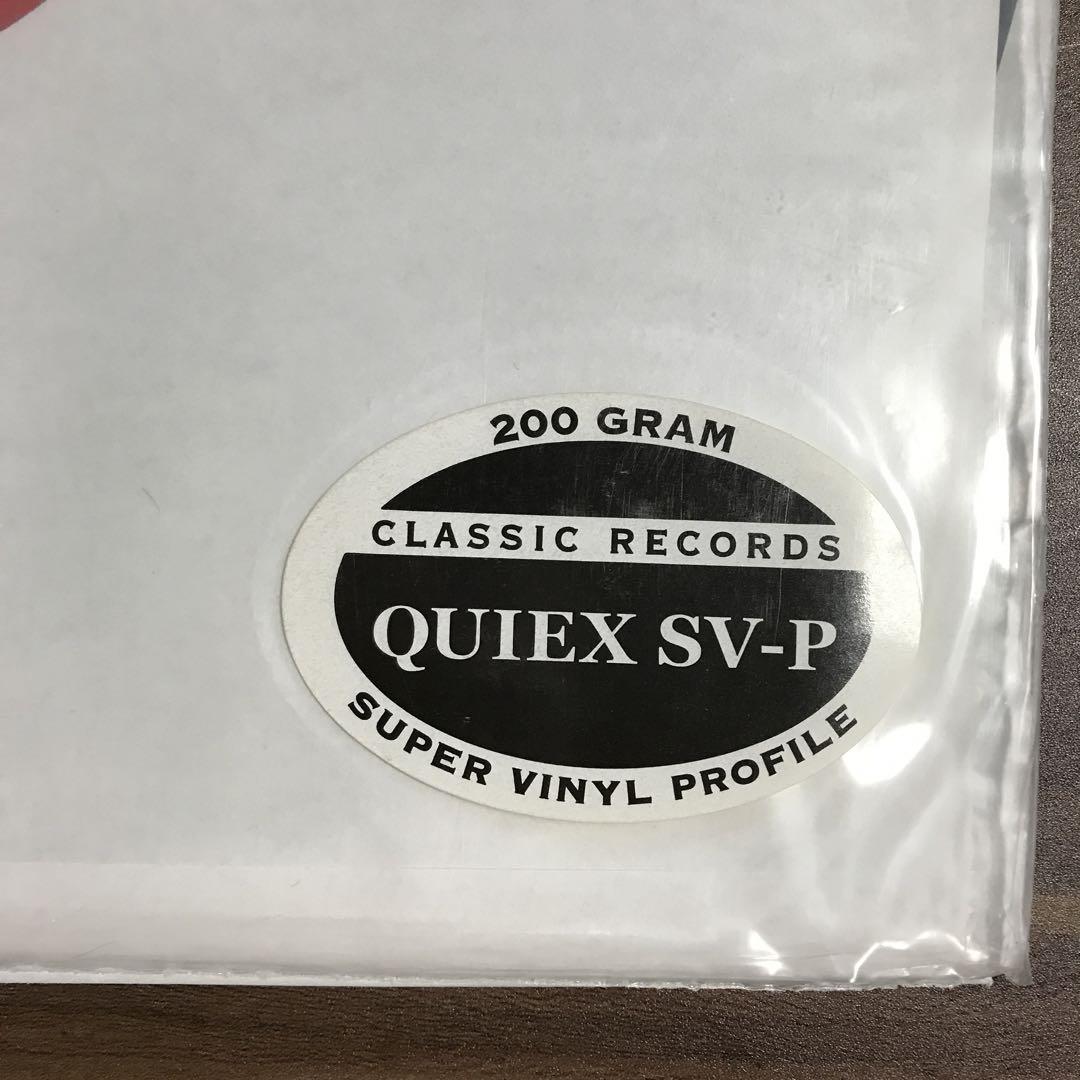 200 GRAM
CLASSIC RECORDS
QUIEX SV-P
SUPER VINYL PROFILE